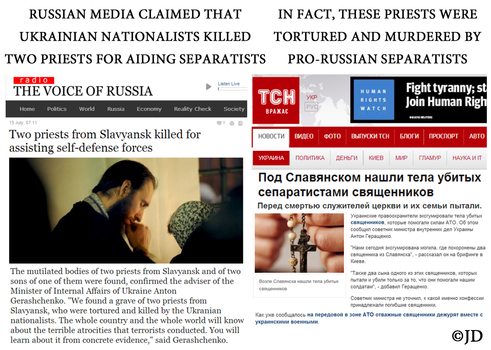 RUSSIAN MEDIA CLAIMED THAT
UKRAINIAN NATIONALISTS KILLED
TWO PRIESTS FOR AIDING SEPARATISTS
IN FACT, THESE PRIESTS WERE
TORTURED AND MURDERED BY
PRO-RUSSIAN SEPARATISTS
radio
THE VOICE OF RUSSIA
Listen Live
Home Politics World Russia Economy Reality Check Society
15 July, 07:11
Two priests from Slavyansk killed for
assisting self-defense forces
The mutilated bodies of two priests from Slavyansk and of two
sons of one of them were found, confirmed the adviser of the
Minister of Internal Affairs of Ukraine Anton
Gerashchenko. "We found a grave of two priests from
Slavyansk, who were tortured and killed by the Ukranian
nationalists. The whole country and the whole world will know
about the terrible atrocities that terrorists conducted. You will
learn about it from concrete evidence," said Gerashchenko.
ТСН
ВРАЖАЄ
УКР
РУС
HUMAN
RIGHTS
WATCH
Fight tyranny; st
Join Human Righ
НОВОСТИ ВИДЕО ФОТО ВЫПУСКИ ТСН БЛОГИ ПРОСПОРТ АВТО
УКРАИНА ПОЛИТИКА ДЕНЬГИ КИЕВ МИР ГЛАМУР НАУКА И IT
Под Славянском нашли тела убитых
сепаратистами священников
Перед смертью служителей церкви и их семьи пытали.
Украинские правоохранители эксгумировали тела убитых
священников, которые помогали силам АТО. Об этом
сообщил советник министра внутренних дел Украины
Антон Геращенко.
"Нами сегодня эксгумирована могила, где похоронены два
священника из Славянска", - рассказал он на брифинге в
Киеве.
"Также два сына одного из этих священников, которых
пытали и убили только за то, что они помогали нашим
солдатам", - добавил Геращенко.
Советник министра не уточнил, к какой именно конфессии
принадлежали погибшие священники.
Возле Славянска нашли тела убитых
священников
Как уже сообщалось на передовой в зоне АТО отважные священники дежурят вместе с
украинскими военными.
©JD